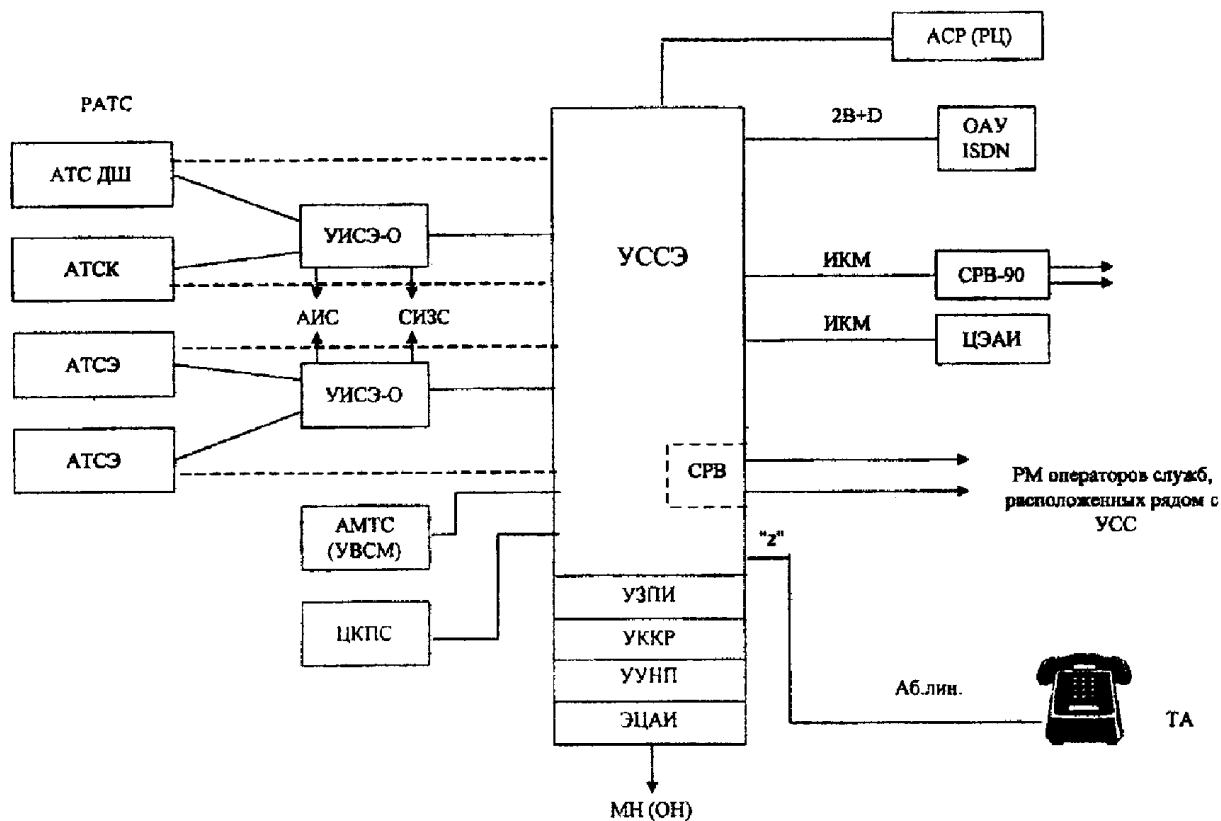 АСР (РЦ)
РАТС
2B+D
ОАУ
ISDN
АТС ДШ
УИСЭ-О
АТСК
УССЭ
ИКМ
СРВ-90
АИС
СИЗС
ИКМ
ЦЭАИ
АТСЭ
УИСЭ-О
АТСЭ
СРВ
РМ операторов служб,
расположенных рядом с
УСС
АМТС
(УВСМ)
"z"
УЗПИ
ЦКПС
УККР
УУНП
Аб.лин.
ЭЦАИ
ТА
МН (ОН)